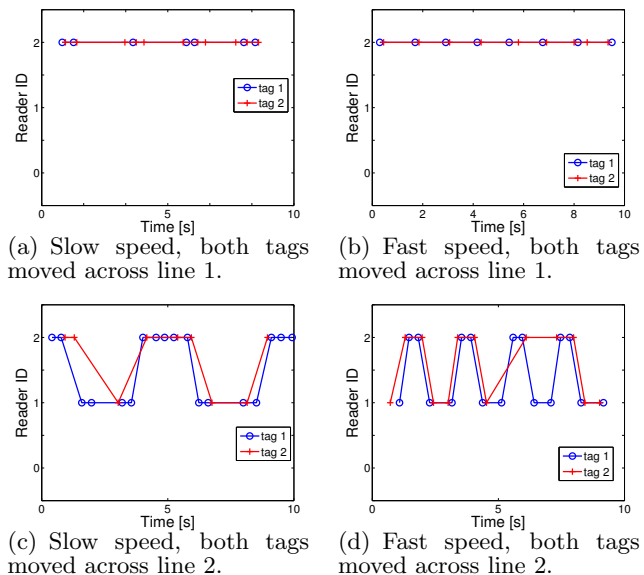 2
1
0
Reader ID
tag 1
tag 2
0
5
10
Time [s]
(a) Slow speed, both tags
moved across line 1.
2
1
0
Reader ID
tag 1
tag 2
0
2
4
6
8
10
Time [s]
(b) Fast speed, both tags
moved across line 1.
2
1
0
Reader ID
tag 1
tag 2
0
5
10
Time [s]
(c) Slow speed, both tags
moved across line 2.
2
1
0
Reader ID
tag 1
tag 2
0
5
10
Time [s]
(d) Fast speed, both tags
moved across line 2.